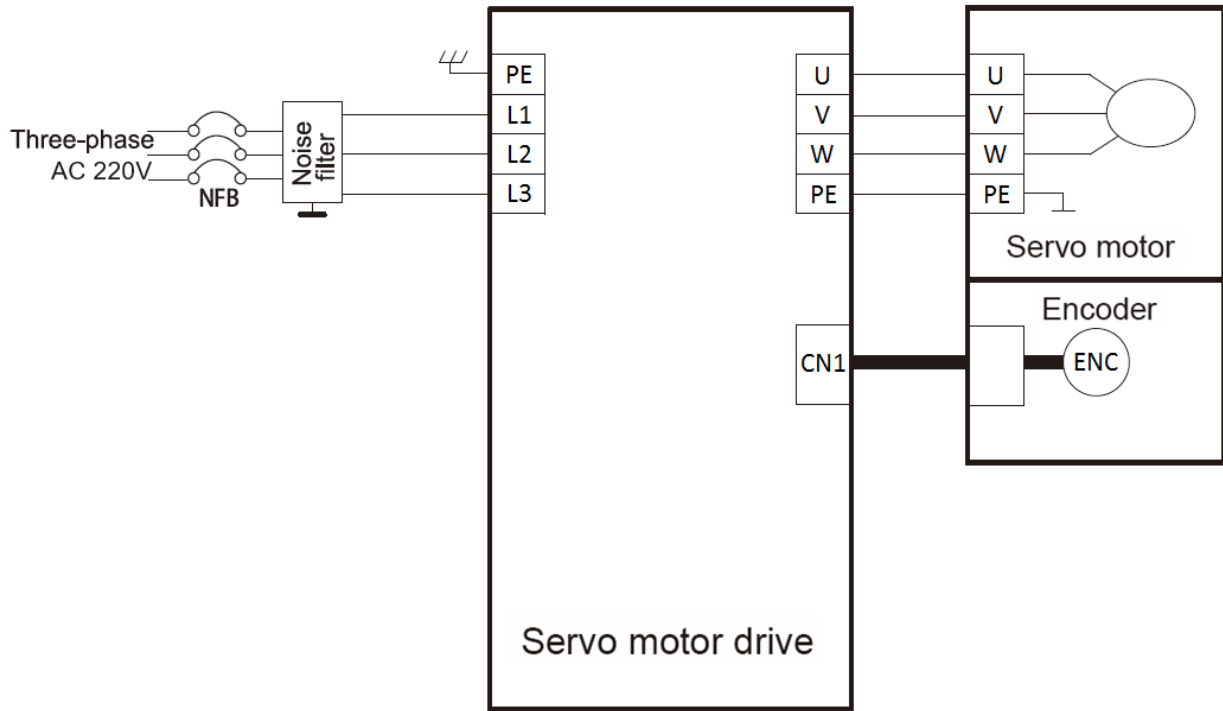 Three-phase
AC 220V
NFB
Noise
filter
PE
L1
L2
L3
U
V
W
PE
CN1
Servo motor drive
U
V
W
PE
Servo motor
Encoder
ENC